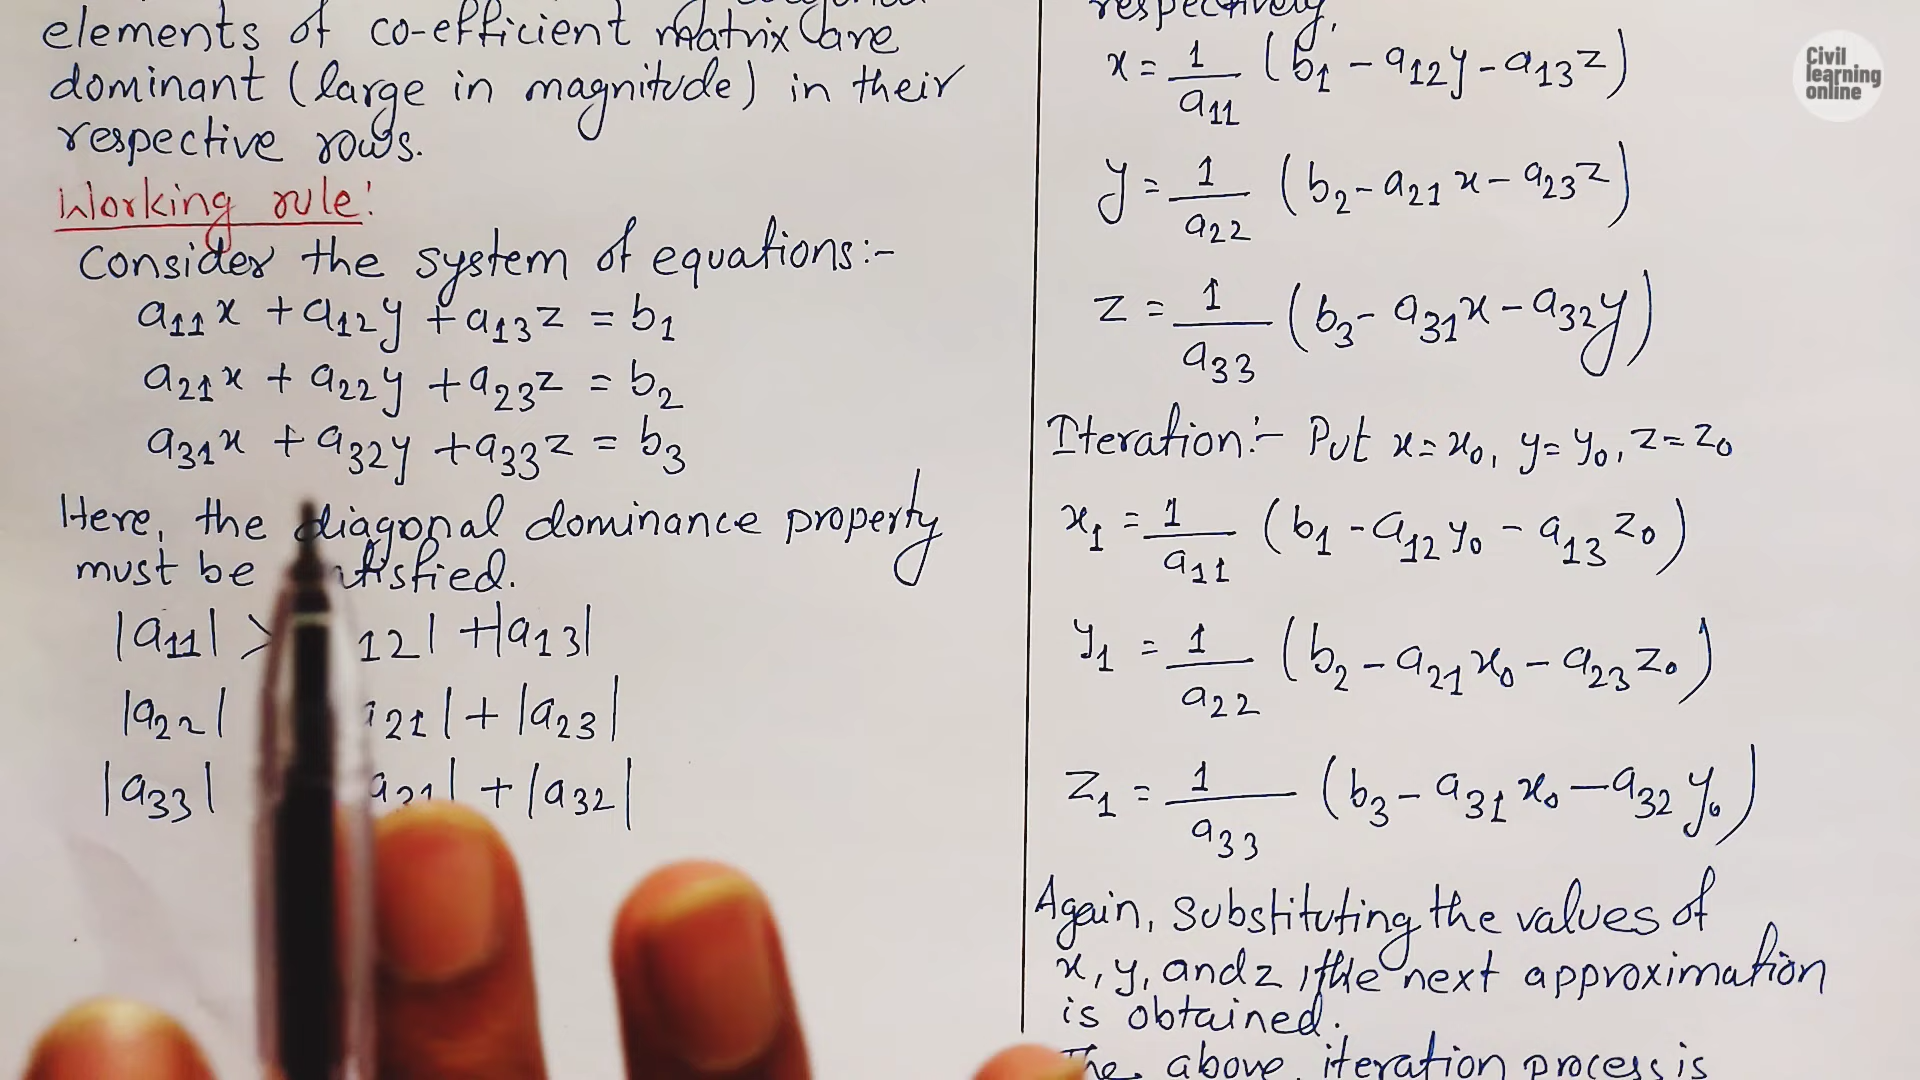 elements of co-efficient matrix are
dominant (large in magnitude) in their
respective rows.
Working rule:
Consider the system of equations:-
a11x + a12y + a13z = b1
a21x + a22y + a23z = b2
a31x + a32y + a33z = b3
Here, the diagonal dominance property
must be
|a11| > 12| + |a13|
|a22| 21| + |a23|
|a33| + |a32|
respectively,
x = 1/a11 (b1 - a12y - a13z)
y = 1/a22 (b2 - a21x - a23z)
z = 1/a33 (b3 - a31x - a32y)
Iteration:- Put x = x0, y = y0, z = z0
x1 = 1/a11 (b1 - a12y0 - a13z0)
y1 = 1/a22 (b2 - a21x0 - a23z0)
z1 = 1/a33 (b3 - a31x0 - a32y0)
Again, substituting the values of
x, y, and z, the next approximation
is obtained.
The above iteration process is
Civil
learning
online